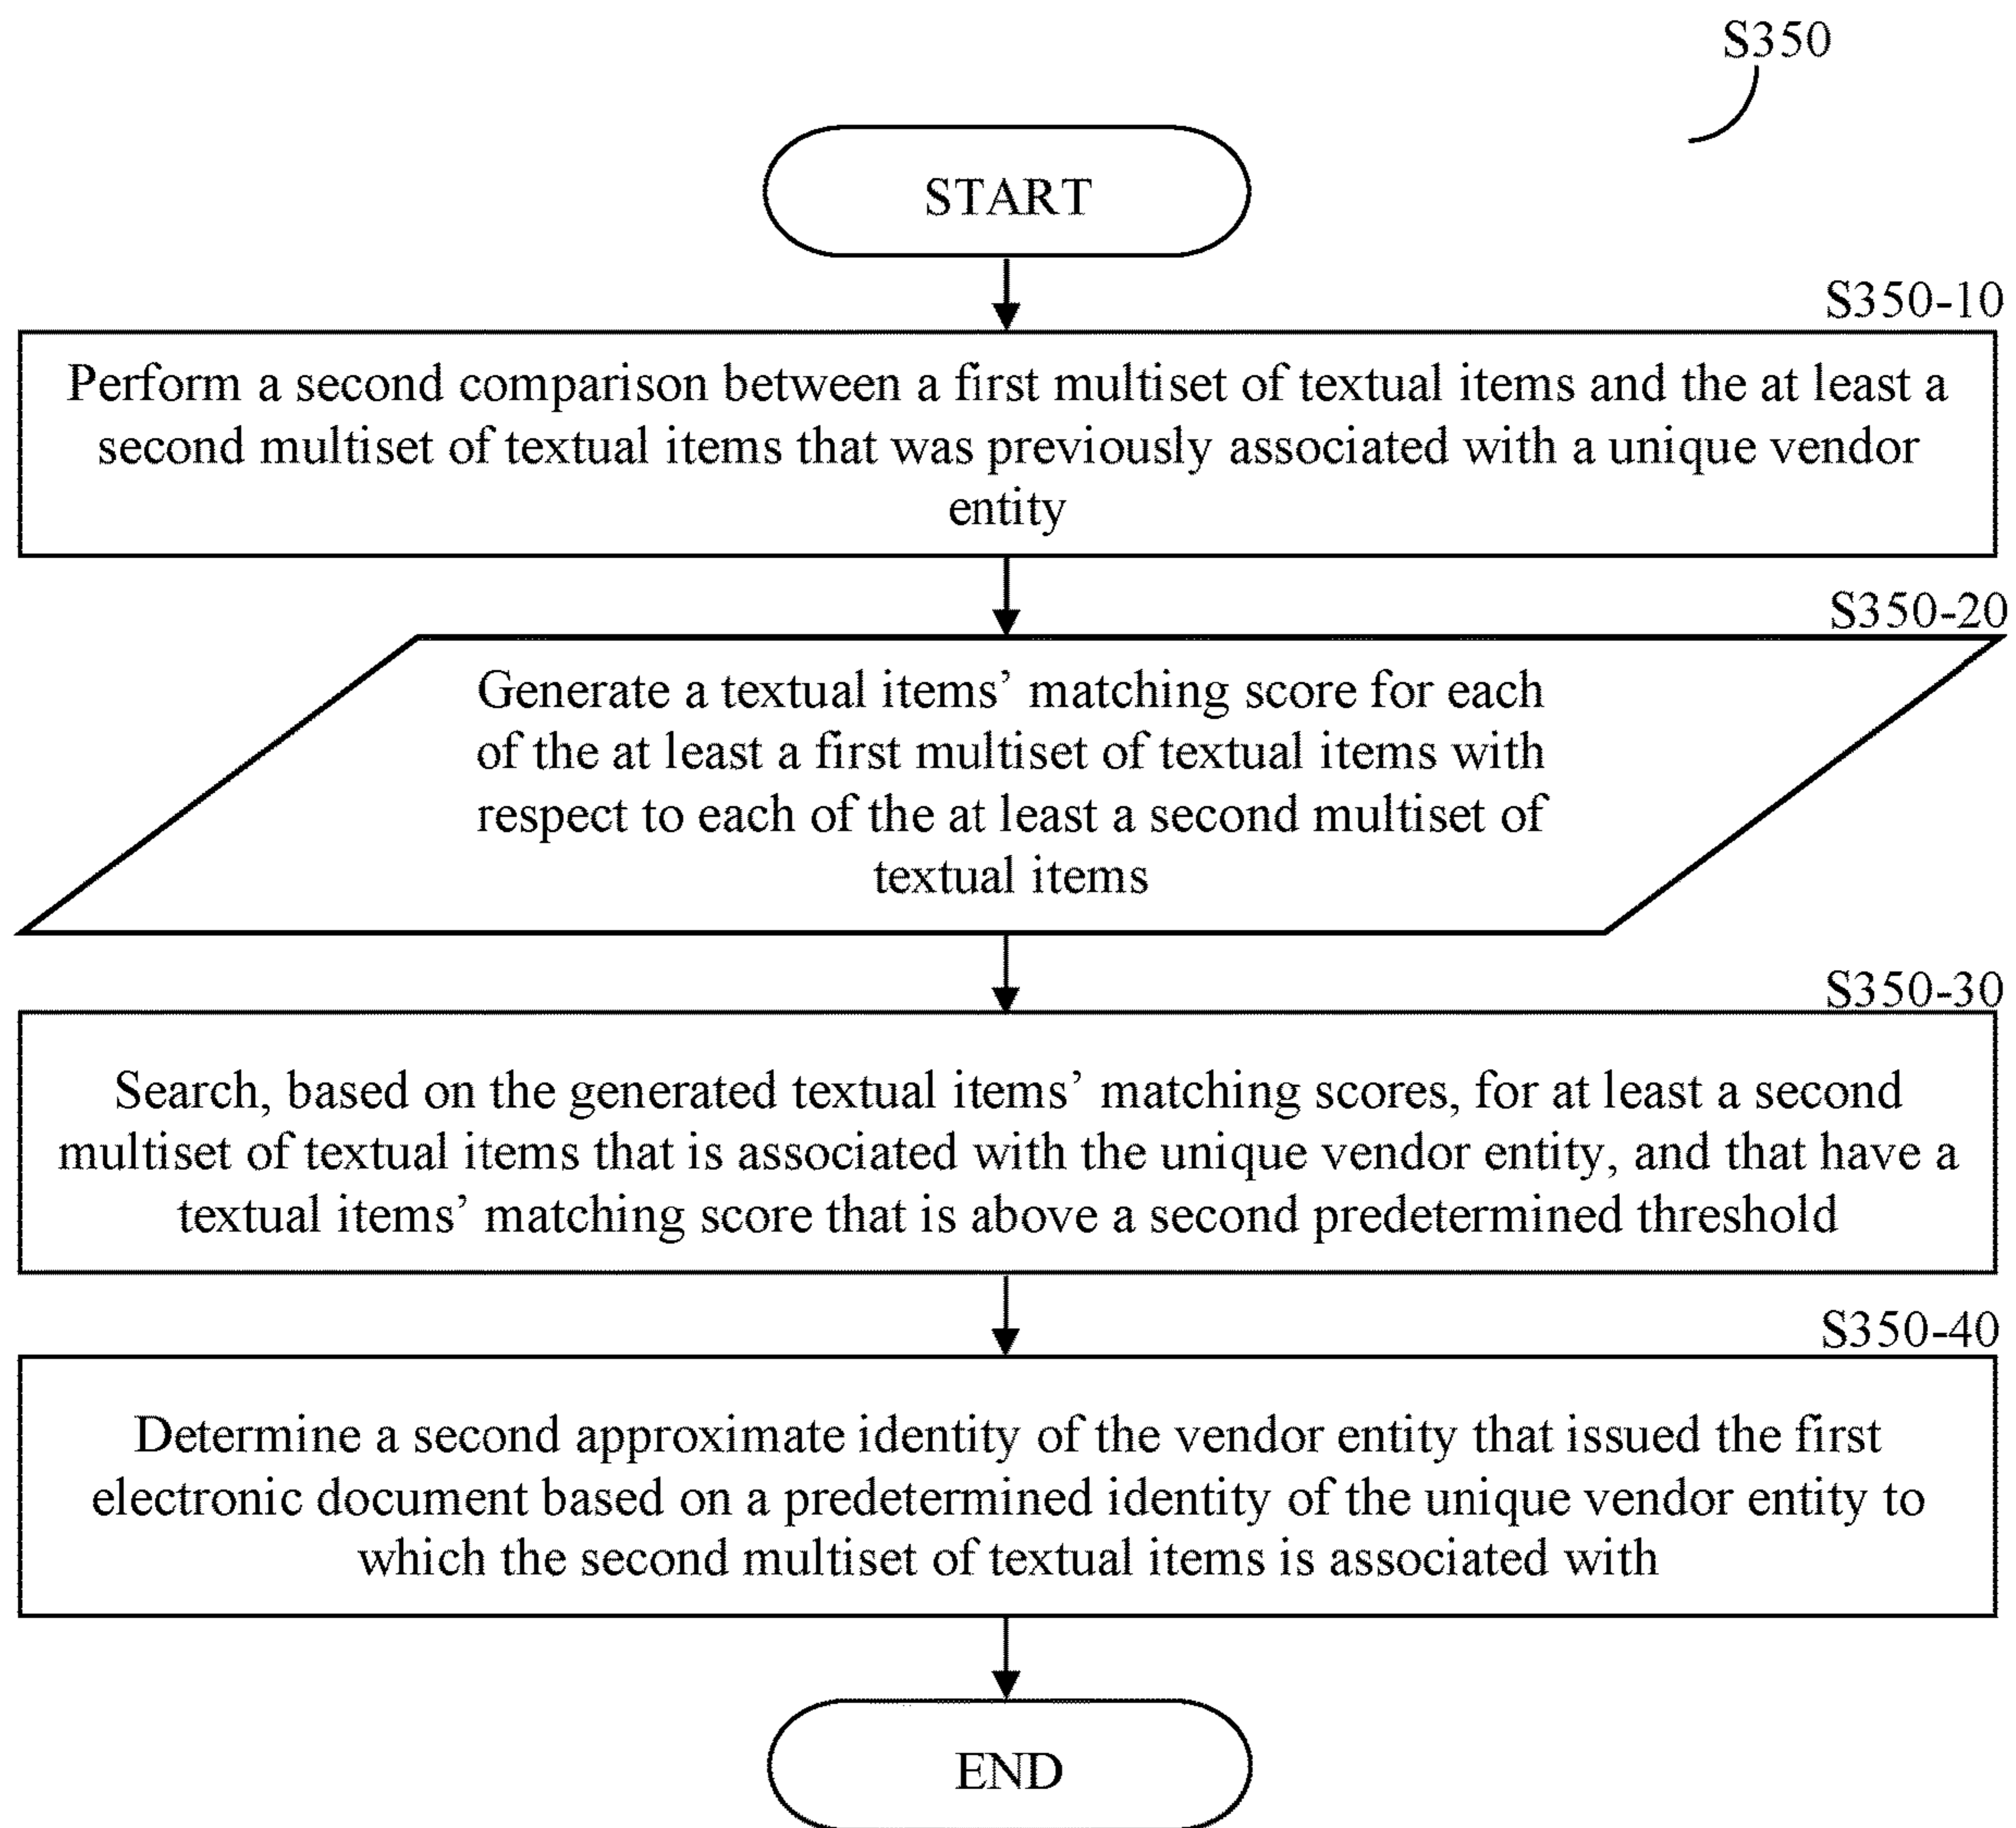 S350
START
S350-10
Perform a second comparison between a first multiset of textual items and the at least a
second multiset of textual items that was previously associated with a unique vendor
entity
S350-20
Generate a textual items’ matching score for each
of the at least a first multiset of textual items with
respect to each of the at least a second multiset of
textual items
S350-30
Search, based on the generated textual items’ matching scores, for at least a second
multiset of textual items that is associated with the unique vendor entity, and that have a
textual items’ matching score that is above a second predetermined threshold
S350-40
Determine a second approximate identity of the vendor entity that issued the first
electronic document based on a predetermined identity of the unique vendor entity to
which the second multiset of textual items is associated with
END